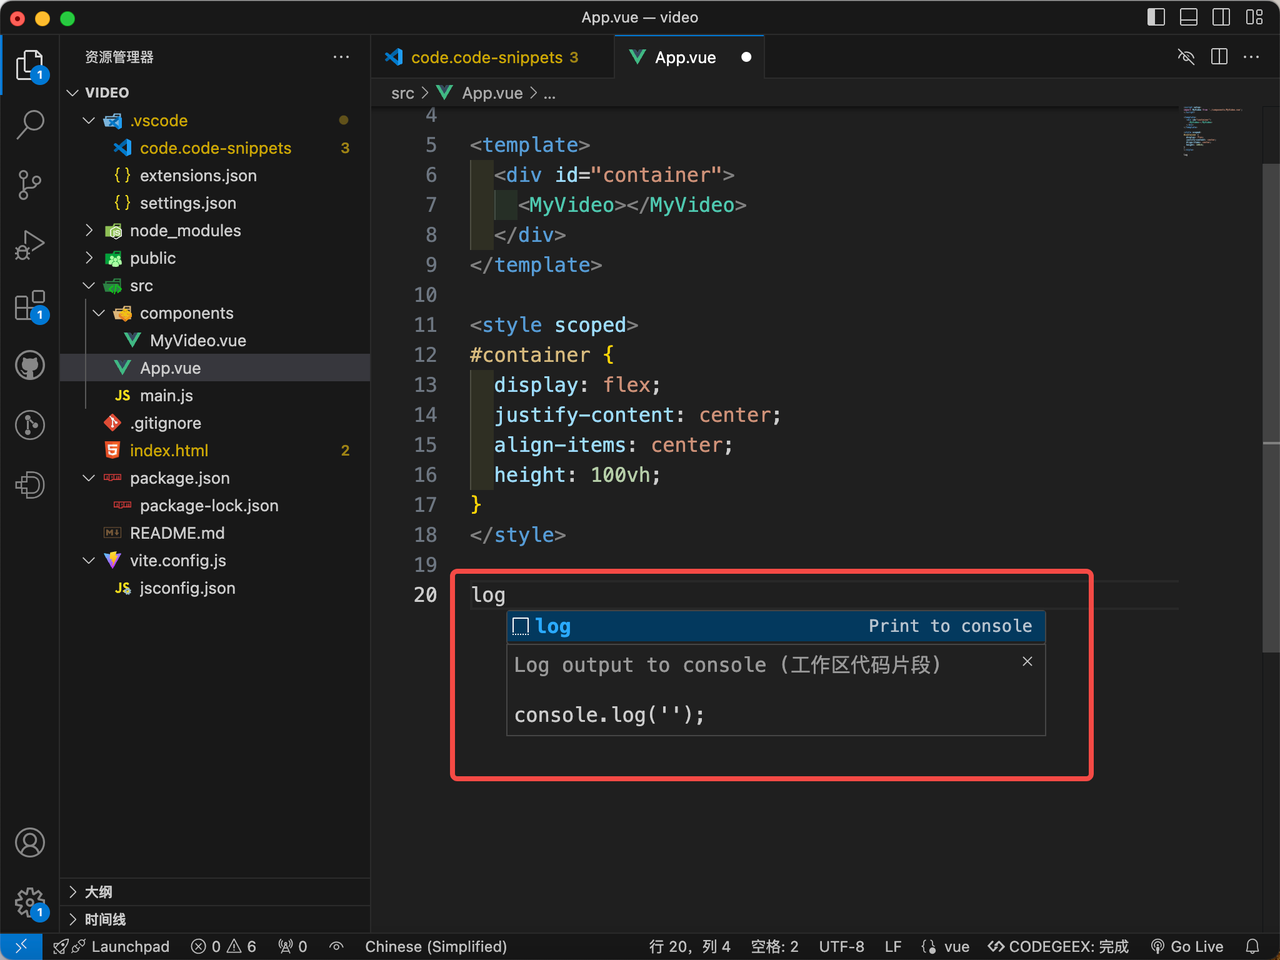 App.vue — video
资源管理器
code.code-snippets 3
App.vue
src > App.vue > ...
VIDEO
.vscode
code.code-snippets 3
{} extensions.json
{} settings.json
node_modules
public
src
components
MyVideo.vue
App.vue
JS main.js
.gitignore
index.html 2
package.json
package-lock.json
README.md
vite.config.js
JS jsconfig.json
大纲
时间线
1
1
1
4
5 <template>
6 <div id="container">
7 <MyVideo></MyVideo>
8 </div>
9 </template>
10
11 <style scoped>
12 #container {
13 display: flex;
14 justify-content: center;
15 align-items: center;
16 height: 100vh;
17 }
18 </style>
19
20 log
log Print to console
Log output to console (工作区代码片段)
console.log('');
Launchpad 0 6 0 Chinese (Simplified) 行 20，列 4 空格: 2 UTF-8 LF vue CODEGEEX: 完成 Go Live